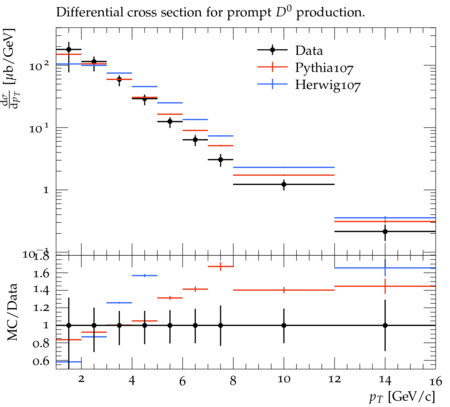 Differential cross section for prompt D⁰ production.
dσ/dp_T [μb/GeV]
Data
Pythia107
Herwig107
10²
10¹
1
10⁻¹
MC/Data
1.8
1.6
1.4
1.2
1
0.8
0.6
2 4 6 8 10 12 14 16
p_T [GeV/c]